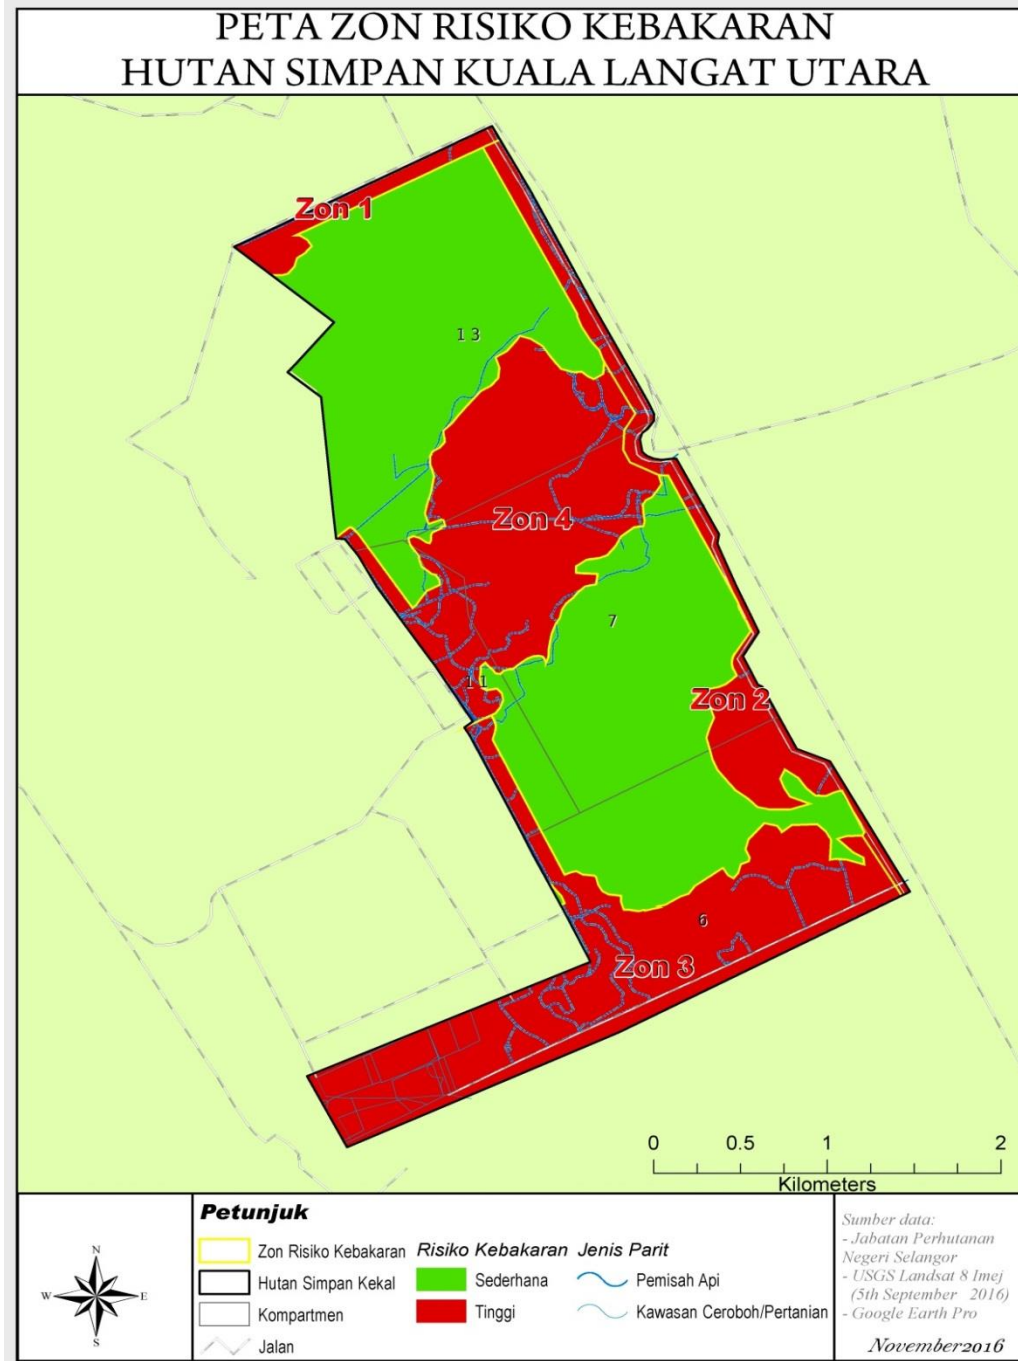 PETA ZON RISIKO KEBAKARAN
HUTAN SIMPAN KUALA LANGAT UTARA
Zon 1
13
Zon 4
7
11
Zon 2
6
Zon 3
0 0.5 1 2
Kilometers
N
W E
S
Petunjuk
Zon Risiko Kebakaran
Hutan Simpan Kekal
Kompartmen
Jalan
Risiko Kebakaran
Sederhana
Tinggi
Jenis Parit
Pemisah Api
Kawasan Ceroboh/Pertanian
Sumber data:
- Jabatan Perhutanan
Negeri Selangor
- USGS Landsat 8 Imej
(5th September 2016)
- Google Earth Pro
November2016